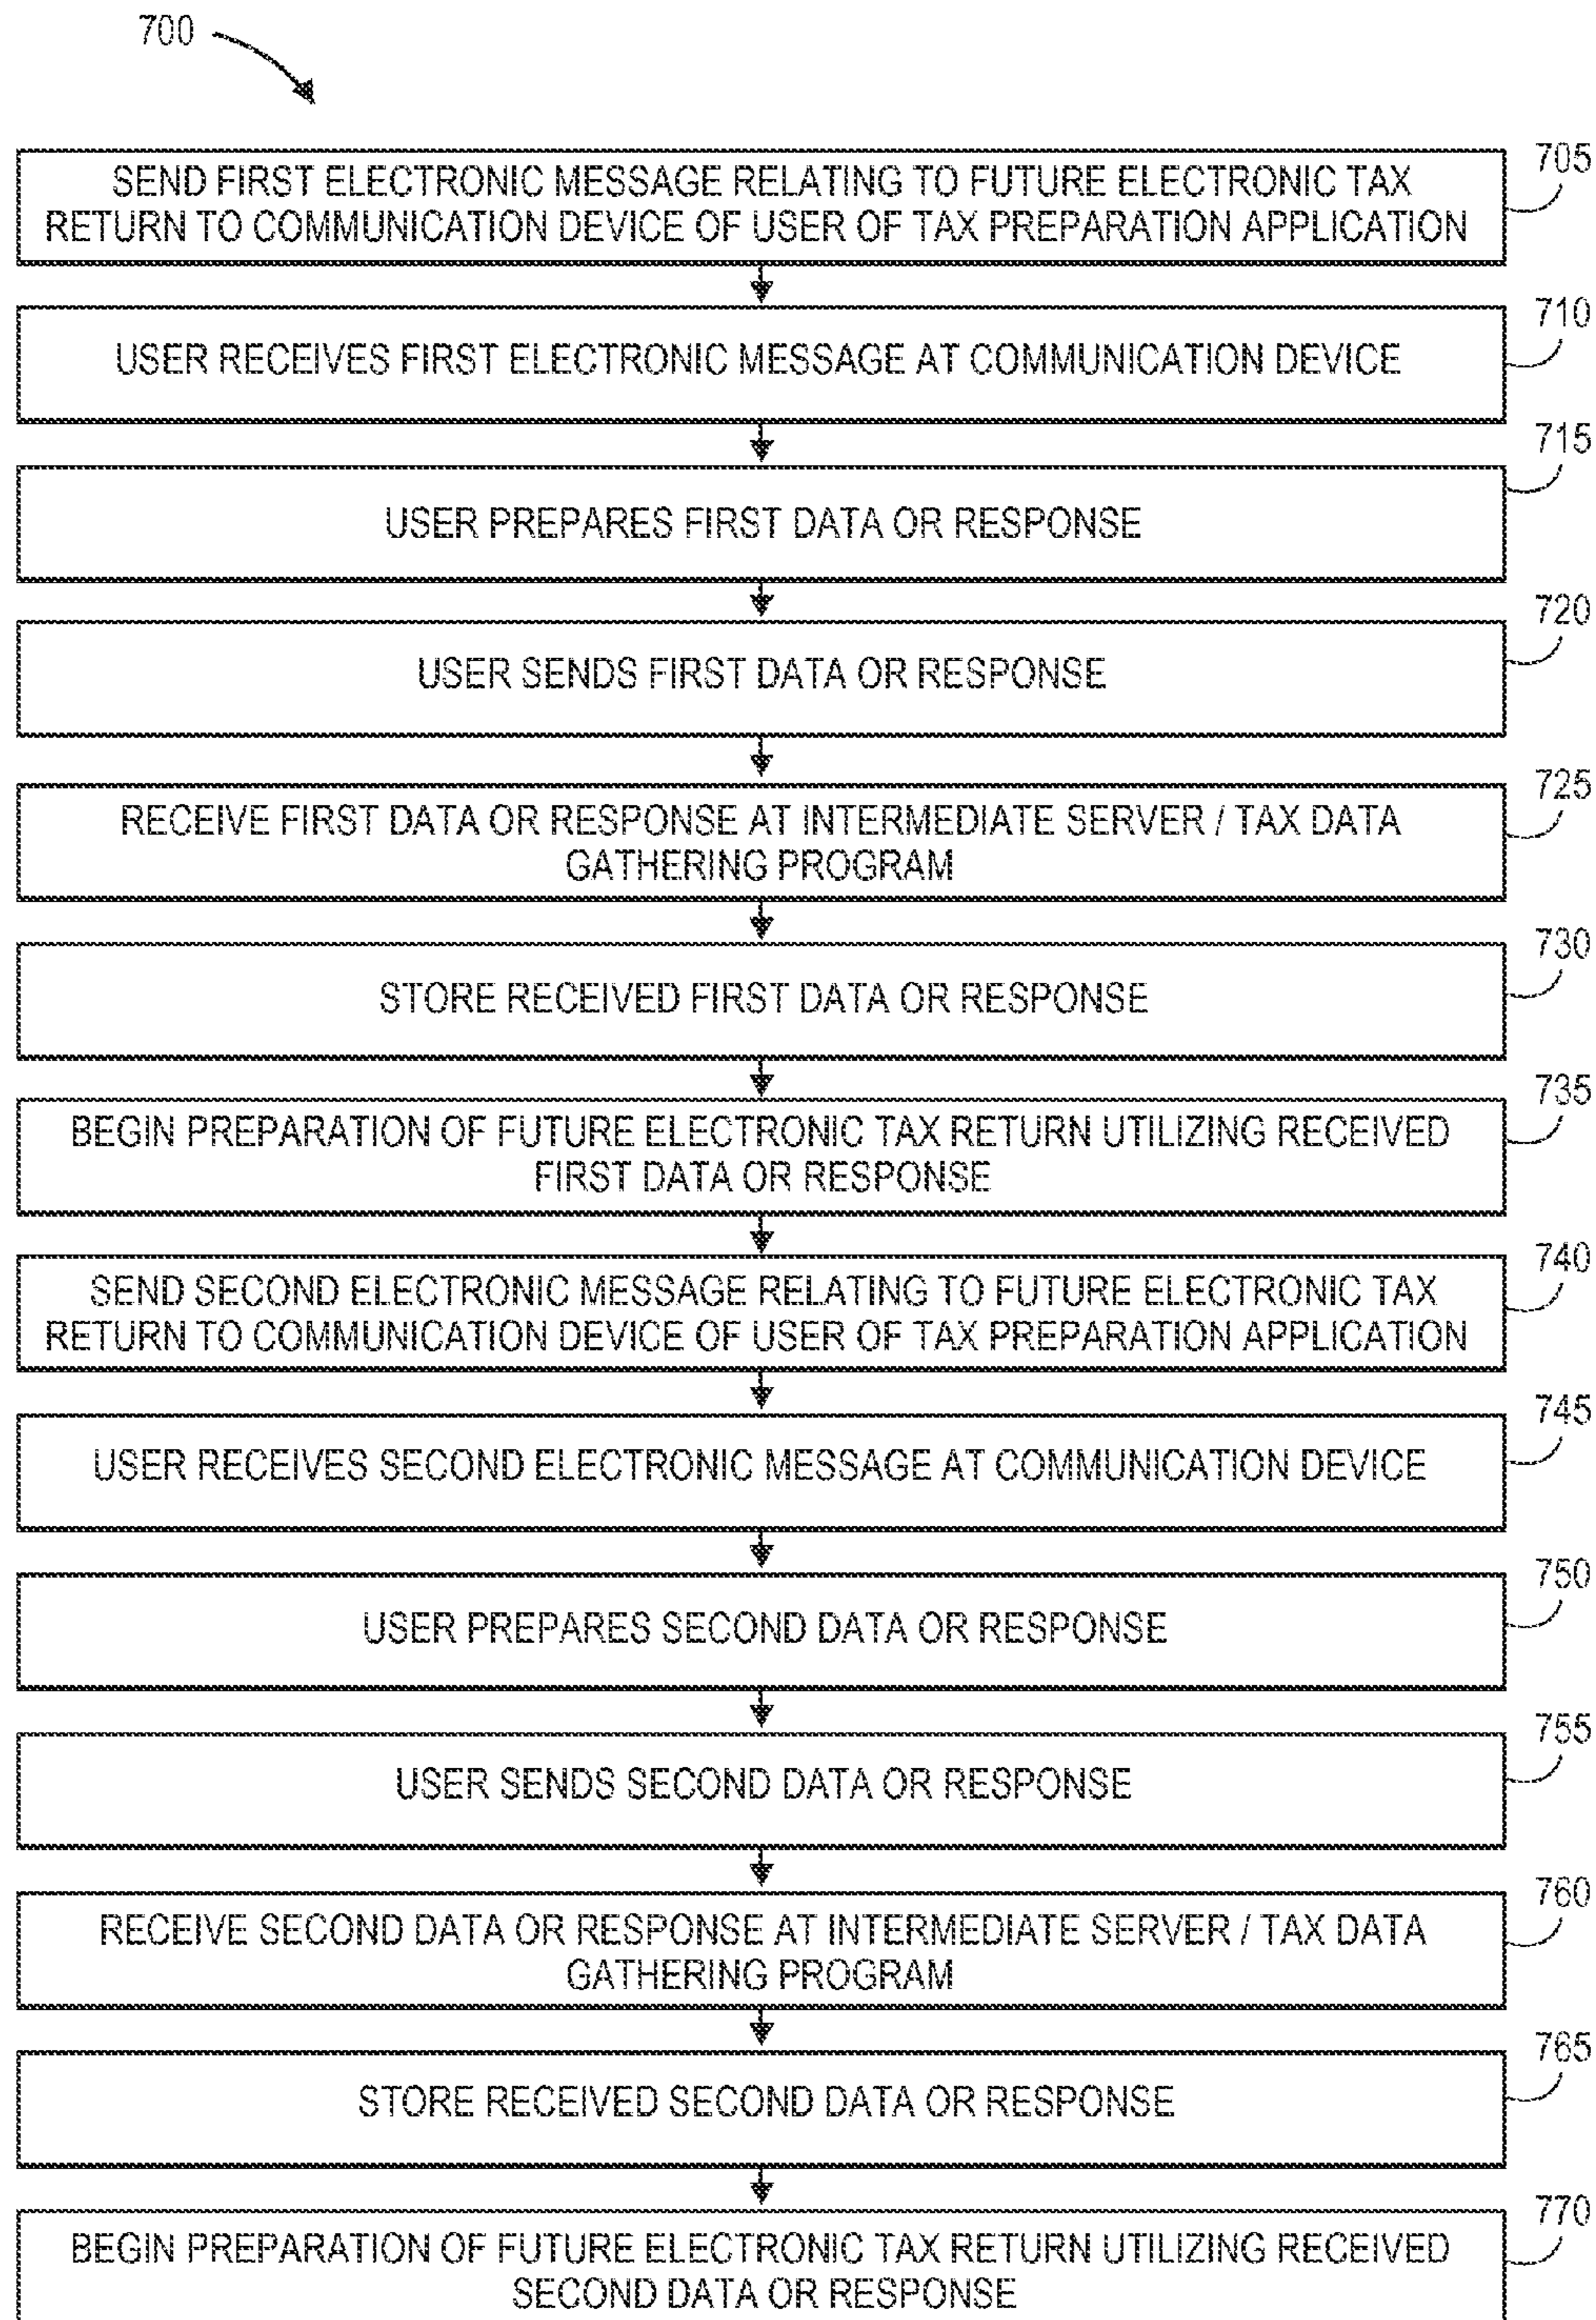 700
SEND FIRST ELECTRONIC MESSAGE RELATING TO FUTURE ELECTRONIC TAX
RETURN TO COMMUNICATION DEVICE OF USER OF TAX PREPARATION APPLICATION
705
USER RECEIVES FIRST ELECTRONIC MESSAGE AT COMMUNICATION DEVICE
710
USER PREPARES FIRST DATA OR RESPONSE
715
USER SENDS FIRST DATA OR RESPONSE
720
RECEIVE FIRST DATA OR RESPONSE AT INTERMEDIATE SERVER / TAX DATA
GATHERING PROGRAM
725
STORE RECEIVED FIRST DATA OR RESPONSE
730
BEGIN PREPARATION OF FUTURE ELECTRONIC TAX RETURN UTILIZING RECEIVED
FIRST DATA OR RESPONSE
735
SEND SECOND ELECTRONIC MESSAGE RELATING TO FUTURE ELECTRONIC TAX
RETURN TO COMMUNICATION DEVICE OF USER OF TAX PREPARATION APPLICATION
740
USER RECEIVES SECOND ELECTRONIC MESSAGE AT COMMUNICATION DEVICE
745
USER PREPARES SECOND DATA OR RESPONSE
750
USER SENDS SECOND DATA OR RESPONSE
755
RECEIVE SECOND DATA OR RESPONSE AT INTERMEDIATE SERVER / TAX DATA
GATHERING PROGRAM
760
STORE RECEIVED SECOND DATA OR RESPONSE
765
BEGIN PREPARATION OF FUTURE ELECTRONIC TAX RETURN UTILIZING RECEIVED
SECOND DATA OR RESPONSE
770